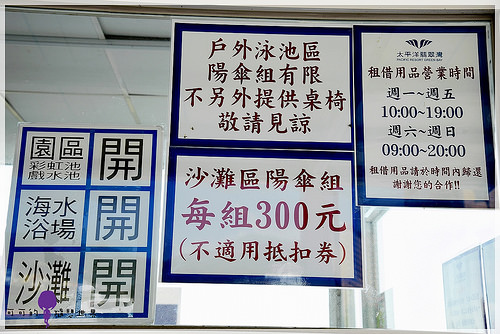 戶外泳池區
陽傘組有限
不另外提供桌椅
敬請見諒
沙灘區陽傘組
每組300元
(不適用抵扣券)
太平洋翡翠灣
PACIFIC RESORT GREEN BAY
租借用品營業時間
週一~週五
10:00~19:00
週六~週日
09:00~20:00
租借用品請於時間內歸還
謝謝您的合作!!
園區
彩虹池
戲水池
開
海水
浴場
開
沙灘
開